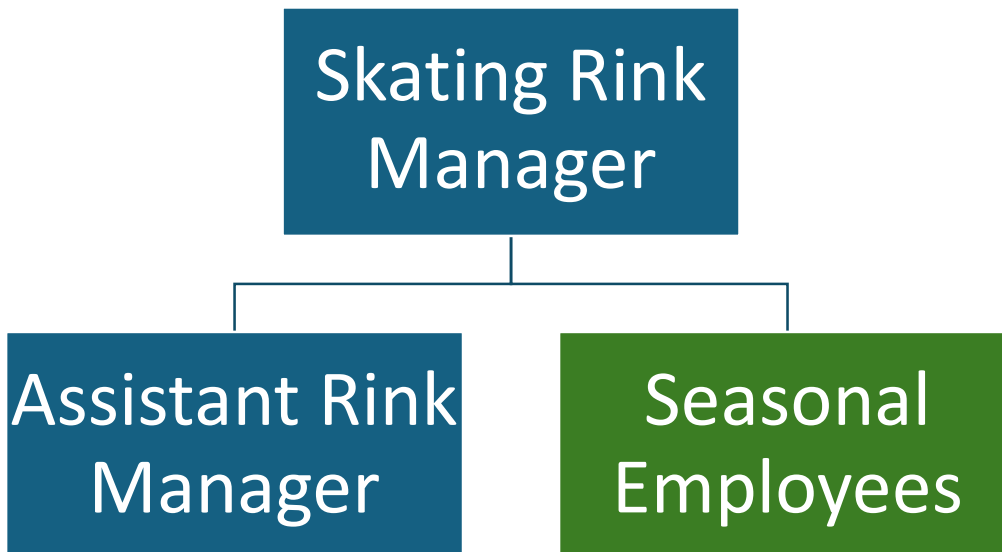 Skating Rink
Manager
Assistant Rink
Manager
Seasonal
Employees